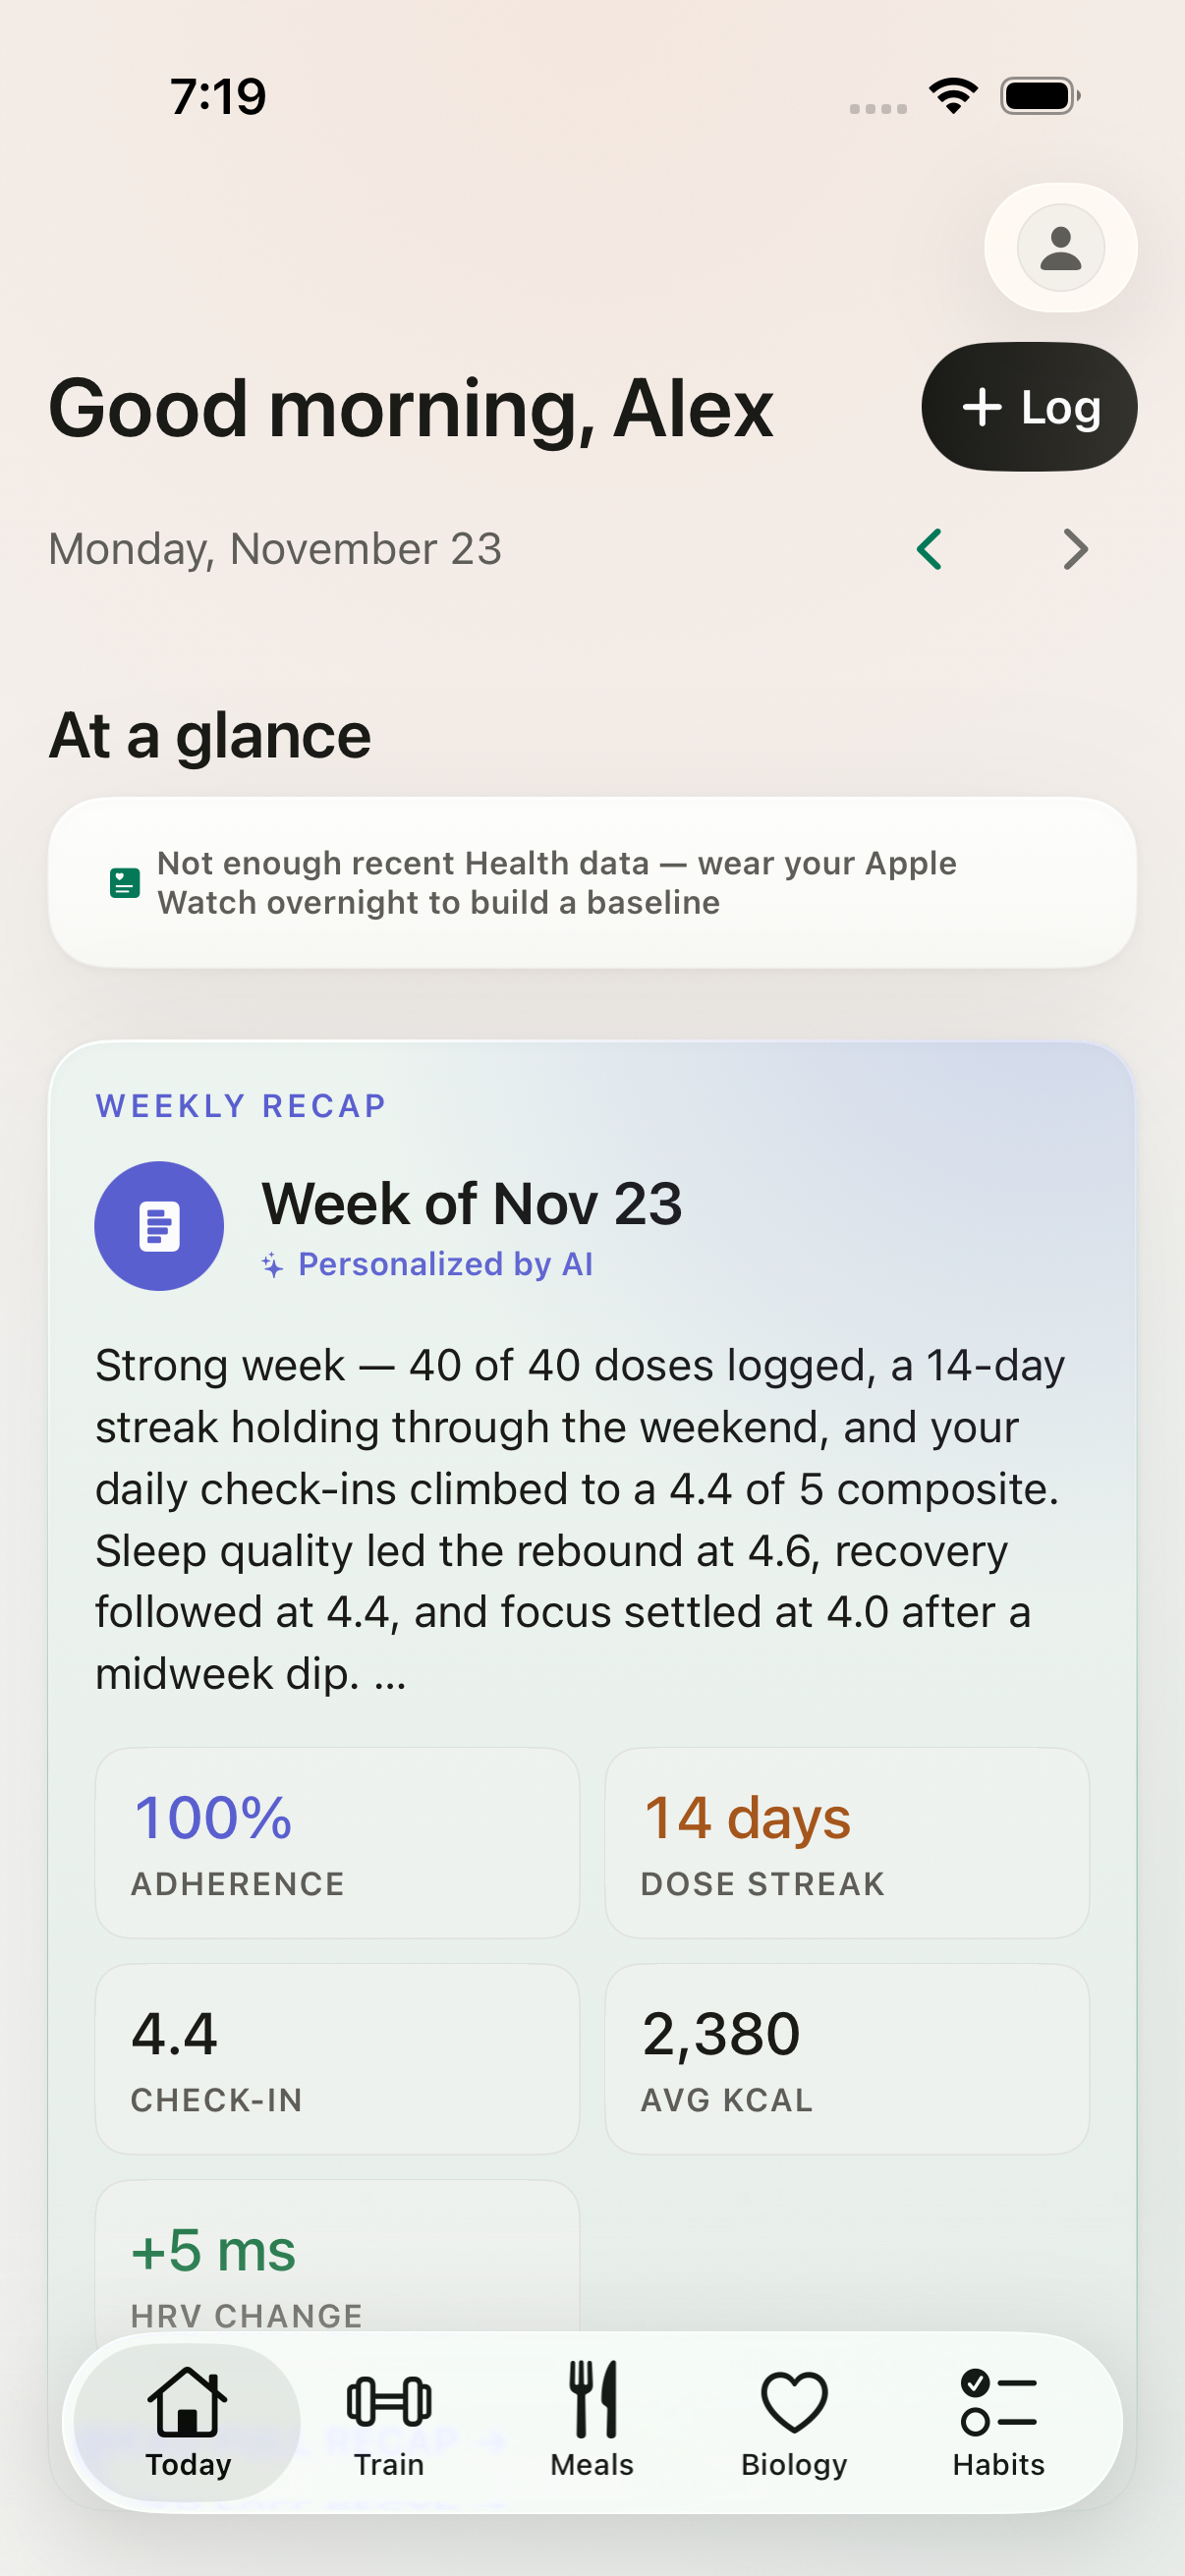 7:19
Good morning, Alex
+ Log
Monday, November 23
At a glance
Not enough recent Health data — wear your Apple
Watch overnight to build a baseline
WEEKLY RECAP
Week of Nov 23
Personalized by AI
Strong week — 40 of 40 doses logged, a 14-day
streak holding through the weekend, and your
daily check-ins climbed to a 4.4 of 5 composite.
Sleep quality led the rebound at 4.6, recovery
followed at 4.4, and focus settled at 4.0 after a
midweek dip. ...
100%
ADHERENCE
14 days
DOSE STREAK
4.4
CHECK-IN
2,380
AVG KCAL
+5 ms
HRV CHANGE
RECAP →
Today
Train
Meals
Biology
Habits